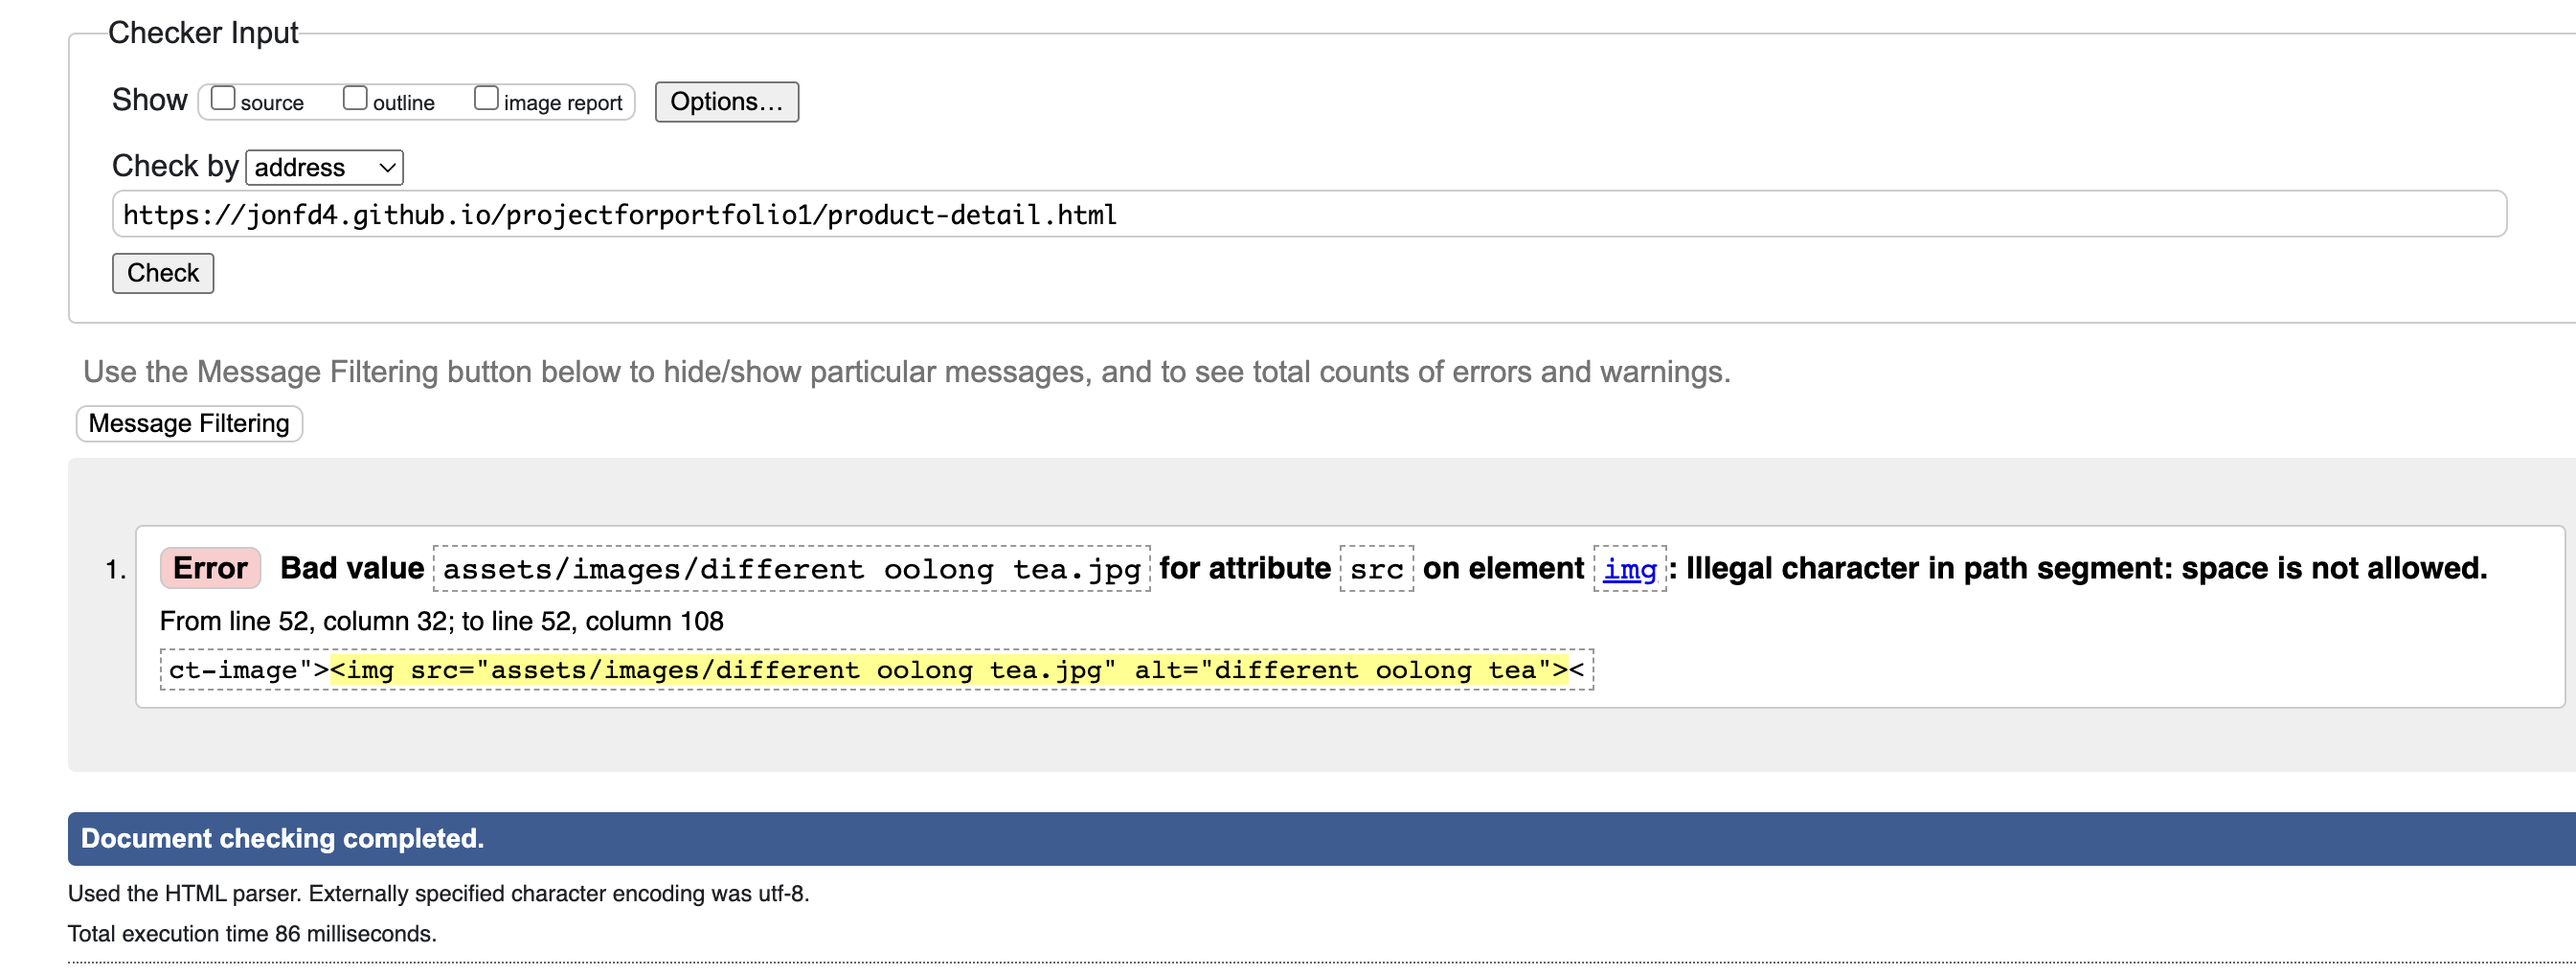 Checker Input
Show source outline image report Options...
Check by address
https://jonfd4.github.io/projectforportfolio1/product-detail.html
Check
Use the Message Filtering button below to hide/show particular messages, and to see total counts of errors and warnings.
Message Filtering
1. Error Bad value assets/images/different oolong tea.jpg for attribute src on element img: Illegal character in path segment: space is not allowed.
From line 52, column 32; to line 52, column 108
ct-image"><img src="assets/images/different oolong tea.jpg" alt="different oolong tea"><
Document checking completed.
Used the HTML parser. Externally specified character encoding was utf-8.
Total execution time 86 milliseconds.